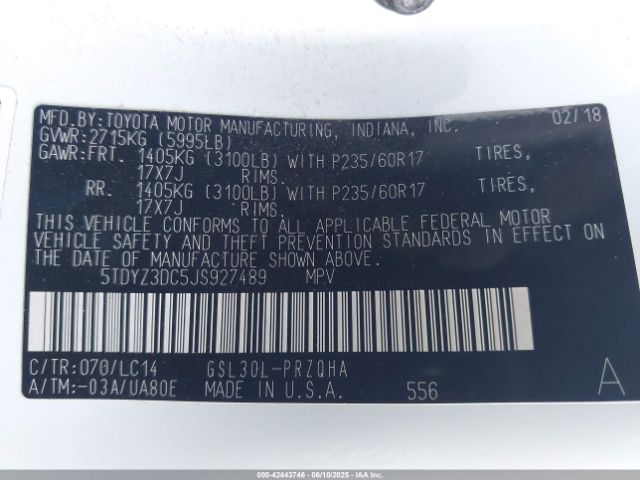 MFD.BY: TOYOTA MOTOR MANUFACTURING, INDIANA, INC. 02/18
GVWR: 2715KG (5995LB)
GAWR: FRT. 1405KG (3100LB) WITH P235/60R17 TIRES,
17X7J RIMS.
RR. 1405KG (3100LB) WITH P235/60R17 TIRES,
17X7J RIMS.
THIS VEHICLE CONFORMS TO ALL APPLICABLE FEDERAL MOTOR
VEHICLE SAFETY AND THEFT PREVENTION STANDARDS IN EFFECT ON
THE DATE OF MANUFACTURE SHOWN ABOVE.
5TDYZ3DC5JS927489 MPV
C/TR: 070/LC14 GSL30L-PRZQHA
A/TM:-03A/UA80E MADE IN U.S.A. 556 A
000-42443746 - 06/10/2025 - IAAI.COM